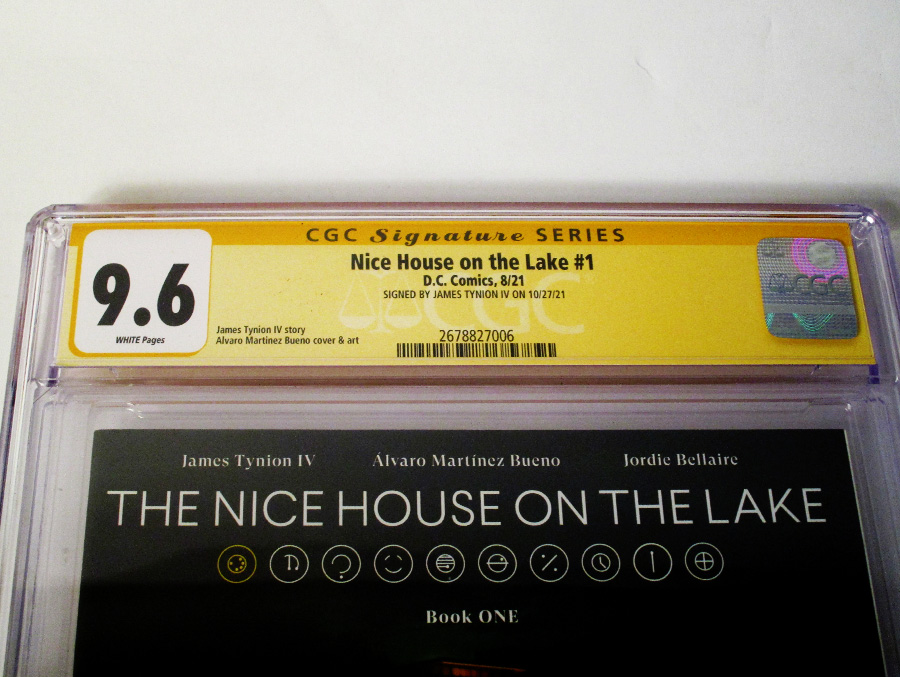 CGC Signature SERIES
Nice House on the Lake #1
D.C. Comics, 8/21
SIGNED BY JAMES TYNION IV ON 10/27/21
9.6
WHITE Pages
James Tynion IV story
Alvaro Martinez Bueno cover & art
2678827006
CGC
CGC
James Tynion IV Álvaro Martínez Bueno Jordie Bellaire
THE NICE HOUSE ON THE LAKE
Book ONE